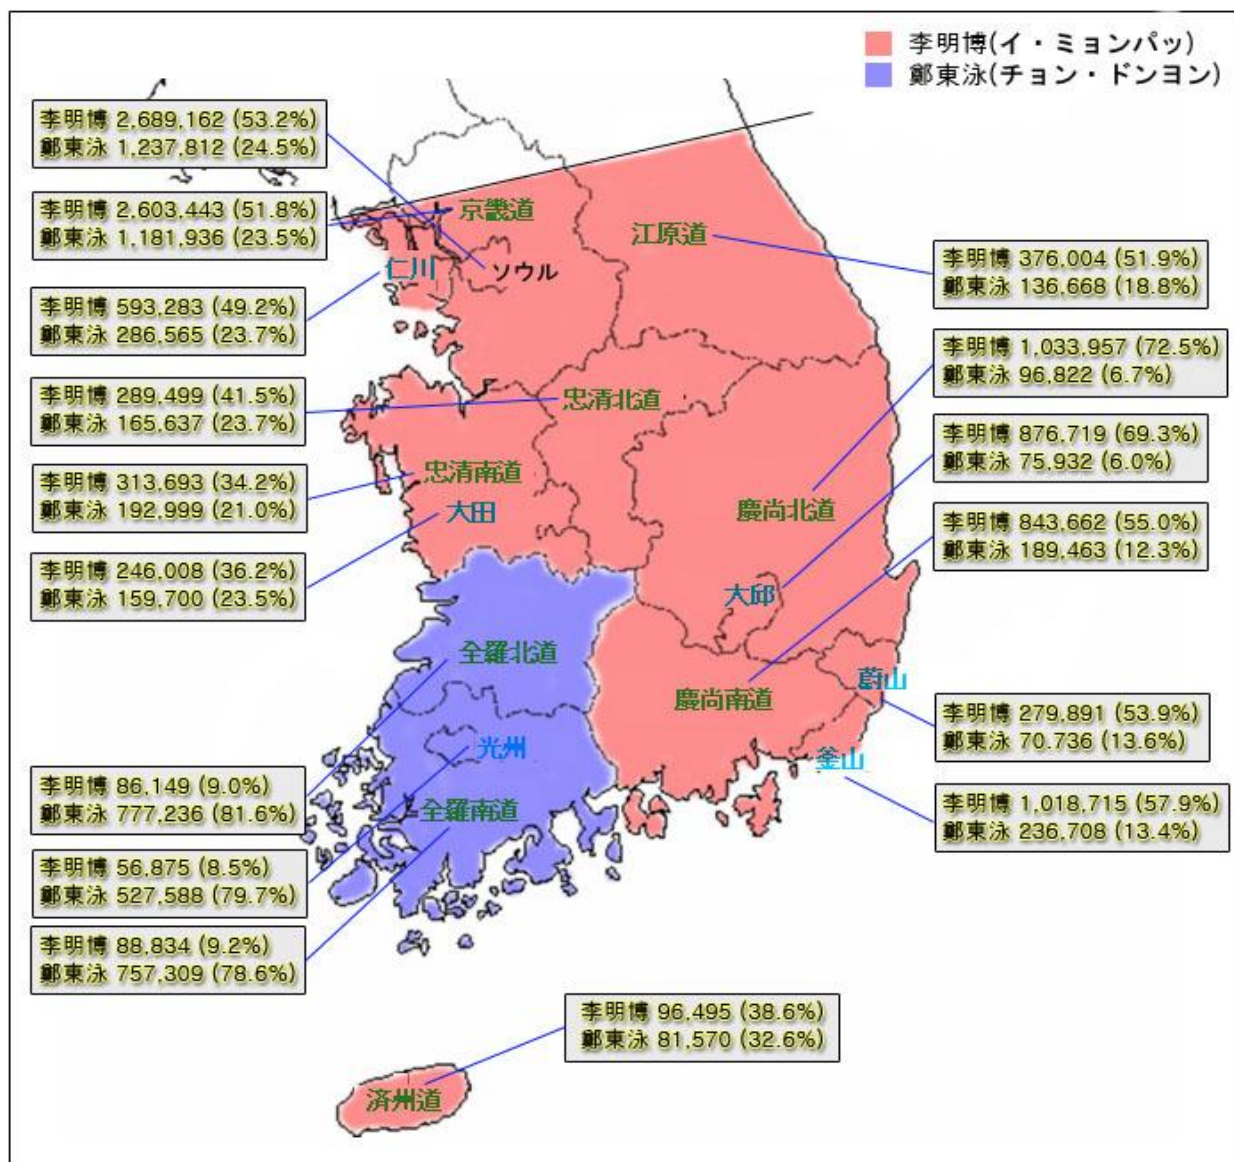 李明博(イ・ミョンパッ)
鄭東泳(チョン・ドンヨン)
李明博 2,689,162 (53.2%)
鄭東泳 1,237,812 (24.5%)
李明博 2,603,443 (51.8%)
鄭東泳 1,181,936 (23.5%)
李明博 593,283 (49.2%)
鄭東泳 286,565 (23.7%)
李明博 289,499 (41.5%)
鄭東泳 165,637 (23.7%)
李明博 313,693 (34.2%)
鄭東泳 192,999 (21.0%)
李明博 246,008 (36.2%)
鄭東泳 159,700 (23.5%)
李明博 86,149 (9.0%)
鄭東泳 777,236 (81.6%)
李明博 56,875 (8.5%)
鄭東泳 527,588 (79.7%)
李明博 88,834 (9.2%)
鄭東泳 757,309 (78.6%)
京畿道
江原道
仁川
ソウル
忠清北道
忠清南道
大田
慶尚北道
大邱
全羅北道
慶尚南道
蔚山
光州
釜山
全羅南道
済州道
李明博 376,004 (51.9%)
鄭東泳 136,668 (18.8%)
李明博 1,033,957 (72.5%)
鄭東泳 96,822 (6.7%)
李明博 876,719 (69.3%)
鄭東泳 75,932 (6.0%)
李明博 843,662 (55.0%)
鄭東泳 189,463 (12.3%)
李明博 279,891 (53.9%)
鄭東泳 70.736 (13.6%)
李明博 1,018,715 (57.9%)
鄭東泳 236,708 (13.4%)
李明博 96,495 (38.6%)
鄭東泳 81,570 (32.6%)